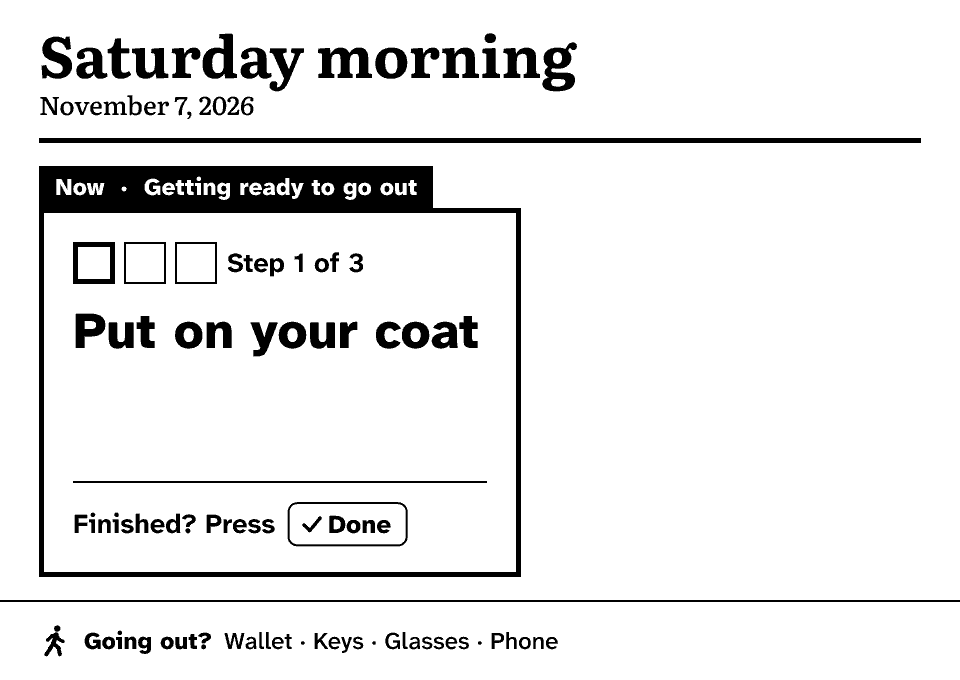 Saturday morning
November 7, 2026
Now · Getting ready to go out
Step 1 of 3
Put on your coat
Finished? Press ✓ Done
Going out? Wallet · Keys · Glasses · Phone